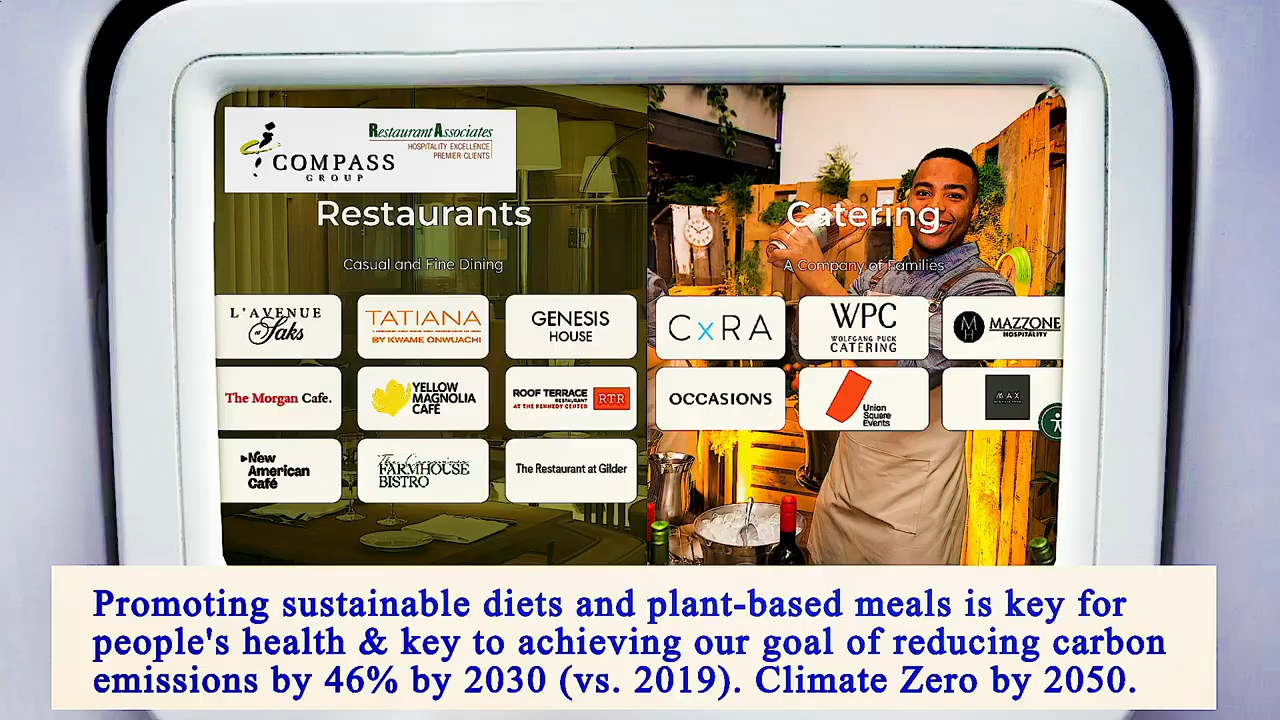 COMPASS
GROUP
Restaurant Associates
HOSPITALITY EXCELLENCE
PREMIER CLIENTS
Restaurants
Casual and Fine Dining
L'AVENUE
at Saks
TATIANA
BY KWAME ONWUACHI
GENESIS
HOUSE
The Morgan Cafe.
YELLOW
MAGNOLIA
CAFÉ
ROOF TERRACE
RESTAURANT
AT THE KENNEDY CENTER
RTR
New
American
Café
FARMHOUSE
BISTRO
The Restaurant at Gilder
Catering
A Company of Families
CxRA
WPC
WOLFGANG PUCK
CATERING
MH
MAZZONE
HOSPITALITY
OCCASIONS
Union
Square
Events
MAX
Promoting sustainable diets and plant-based meals is key for
people's health & key to achieving our goal of reducing carbon
emissions by 46% by 2030 (vs. 2019). Climate Zero by 2050.